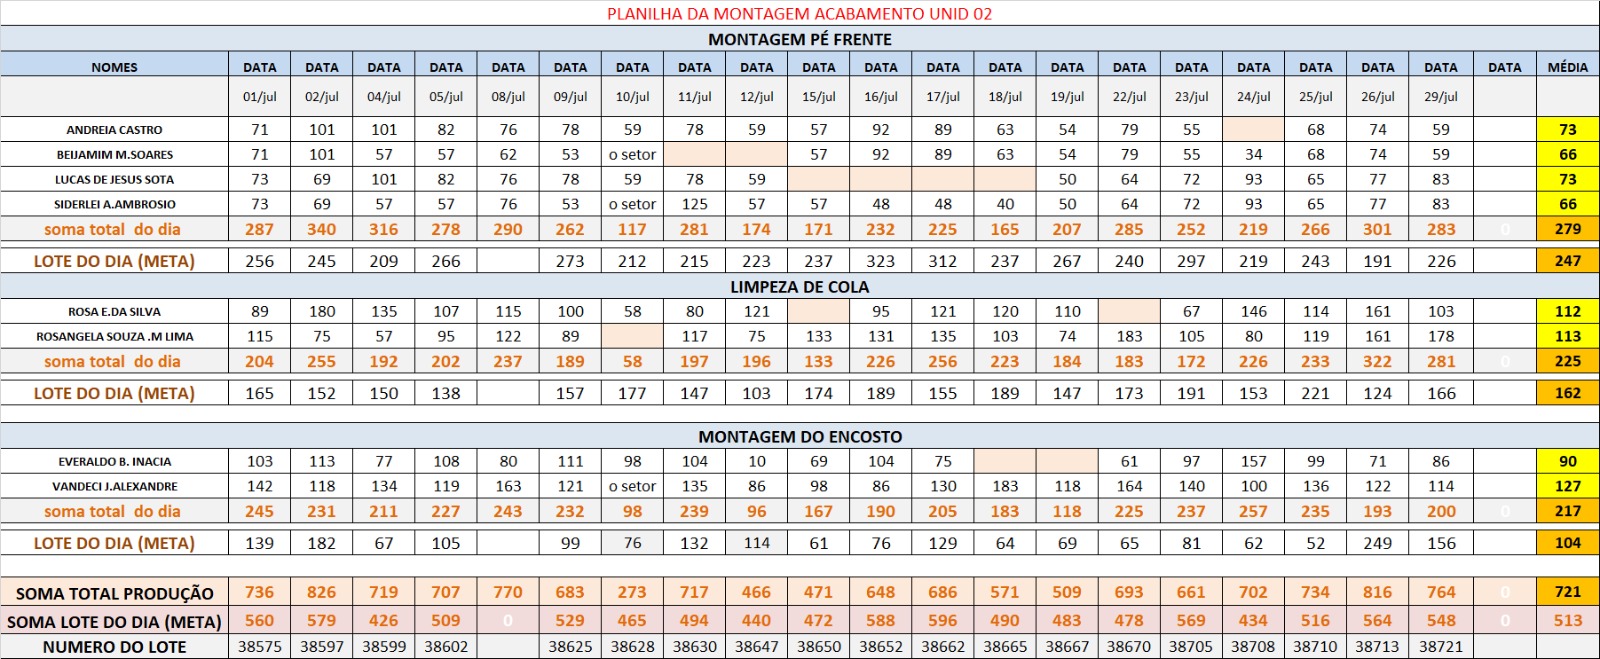 PLANILHA DA MONTAGEM ACABAMENTO UNID 02
MONTAGEM PÉ FRENTE
NOMES DATA DATA DATA DATA DATA DATA DATA DATA DATA DATA DATA DATA DATA DATA DATA DATA DATA DATA DATA DATA DATA MÉDIA
01/jul 02/jul 04/jul 05/jul 08/jul 09/jul 10/jul 11/jul 12/jul 15/jul 16/jul 17/jul 18/jul 19/jul 22/jul 23/jul 24/jul 25/jul 26/jul 29/jul
ANDREIA CASTRO 71 101 101 82 76 78 59 78 59 57 92 89 63 54 79 55 68 74 59 73
BEIJAMIM M.SOARES 71 101 57 57 62 53 o setor 57 92 89 63 54 79 55 34 68 74 59 66
LUCAS DE JESUS SOTA 73 69 101 82 76 78 59 78 59 50 64 72 93 65 77 83 73
SIDERLEI A.AMBROSIO 73 69 57 57 76 53 o setor 125 57 57 48 48 40 50 64 72 93 65 77 83 66
soma total do dia 287 340 316 278 290 262 117 281 174 171 232 225 165 207 285 252 219 266 301 283 0 279
LOTE DO DIA (META) 256 245 209 266 273 212 215 223 237 323 312 237 267 240 297 219 243 191 226 247
LIMPEZA DE COLA
ROSA E.DA SILVA 89 180 135 107 115 100 58 80 121 95 121 120 110 67 146 114 161 103 112
ROSANGELA SOUZA .M LIMA 115 75 57 95 122 89 117 75 133 131 135 103 74 183 105 80 119 161 178 113
soma total do dia 204 255 192 202 237 189 58 197 196 133 226 256 223 184 183 172 226 233 322 281 0 225
LOTE DO DIA (META) 165 152 150 138 157 177 147 103 174 189 155 189 147 173 191 153 221 124 166 162
MONTAGEM DO ENCOSTO
EVERALDO B. INACIA 103 113 77 108 80 111 98 104 10 69 104 75 61 97 157 99 71 86 90
VANDECI J.ALEXANDRE 142 118 134 119 163 121 o setor 135 86 98 86 130 183 118 164 140 100 136 122 114 127
soma total do dia 245 231 211 227 243 232 98 239 96 167 190 205 183 118 225 237 257 235 193 200 0 217
LOTE DO DIA (META) 139 182 67 105 99 76 132 114 61 76 129 64 69 65 81 62 52 249 156 104
SOMA TOTAL PRODUÇÃO 736 826 719 707 770 683 273 717 466 471 648 686 571 509 693 661 702 734 816 764 0 721
SOMA LOTE DO DIA (META) 560 579 426 509 0 529 465 494 440 472 588 596 490 483 478 569 434 516 564 548 0 513
NUMERO DO LOTE 38575 38597 38599 38602 38625 38628 38630 38647 38650 38652 38662 38665 38667 38670 38705 38708 38710 38713 38721